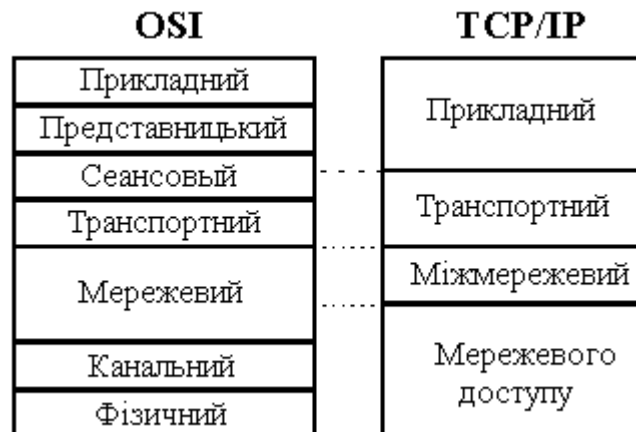 OSI
Прикладний
Представницький
Сеансовый
Транспортний
Мережевий
Канальний
Фізичний
TCP/IP
Прикладний
Транспортний
Міжмережевий
Мережевого
доступу